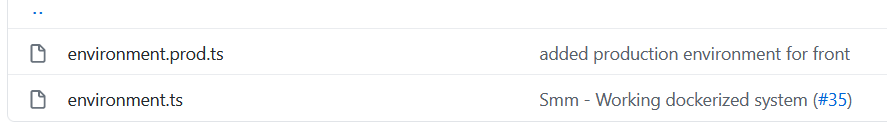 ..
environment.prod.ts added production environment for front
environment.ts Smm - Working dockerized system (#35)